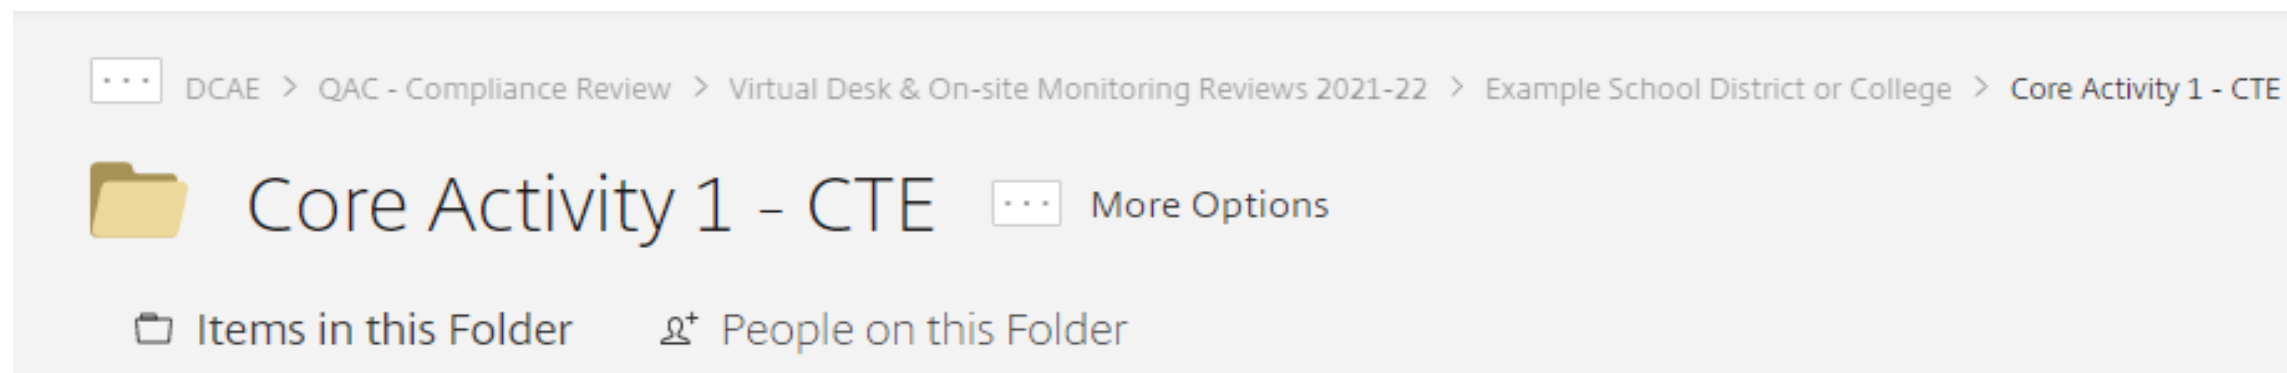 ··· DCAE > QAC - Compliance Review > Virtual Desk & On-site Monitoring Reviews 2021-22 > Example School District or College > Core Activity 1 - CTE
Core Activity 1 - CTE ··· More Options
Items in this Folder People on this Folder